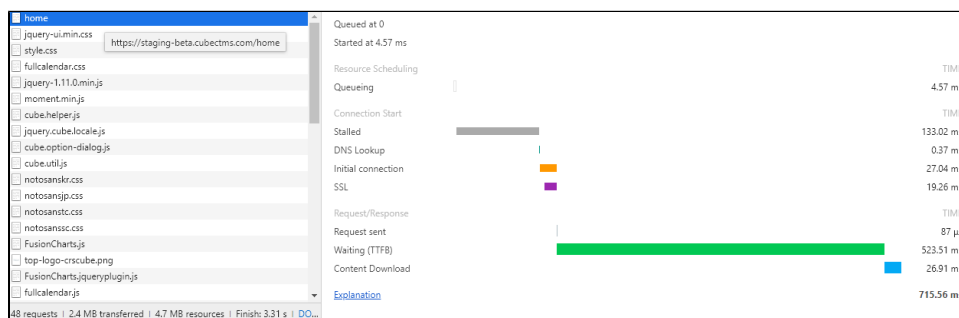 home
jquery-ui.min.css
https://staging-beta.cubectms.com/home
style.css
fullcalendar.css
jquery-1.11.0.min.js
moment.min.js
cube.helper.js
jquery.cube.locale.js
cube.option-dialog.js
cube.util.js
notosanskr.css
notosansjp.css
notosanstc.css
notosanssc.css
FusionCharts.js
top-logo-crscube.png
FusionCharts.jqueryplugin.js
fullcalendar.js
48 requests | 2.4 MB transferred | 4.7 MB resources | Finish: 3.31 s | DO...
Queued at 0
Started at 4.57 ms
Resource Scheduling TIM
Queueing 4.57 m
Connection Start TIM
Stalled 133.02 m
DNS Lookup 0.37 m
Initial connection 27.04 m
SSL 19.26 m
Request/Response TIM
Request sent 87 μ
Waiting (TTFB) 523.51 m
Content Download 26.91 m
Explanation 715.56 m